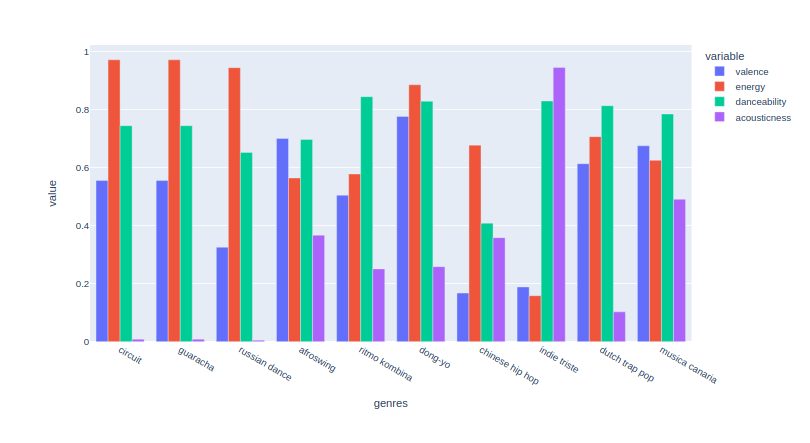 variable
valence
energy
danceability
acousticness
1
0.8
0.6
0.4
0.2
0
value
circuit
guaracha
russian dance
afroswing
ritmo kombina
dong-yo
chinese hip hop
indie triste
dutch trap pop
musica canaria
genres